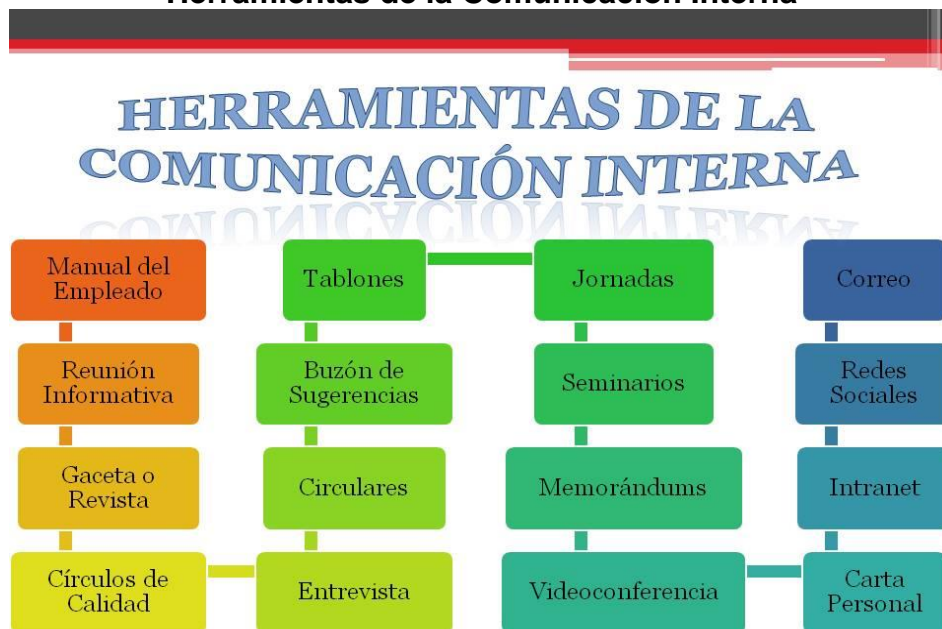 Herramientas de la Comunicación Interna
HERRAMIENTAS DE LA
COMUNICACIÓN INTERNA
Manual del
Empleado
Reunión
Informativa
Gaceta o
Revista
Círculos de
Calidad
Entrevista
Circulares
Buzón de
Sugerencias
Tablones
Jornadas
Seminarios
Memorándums
Videoconferencia
Carta
Personal
Intranet
Redes
Sociales
Correo